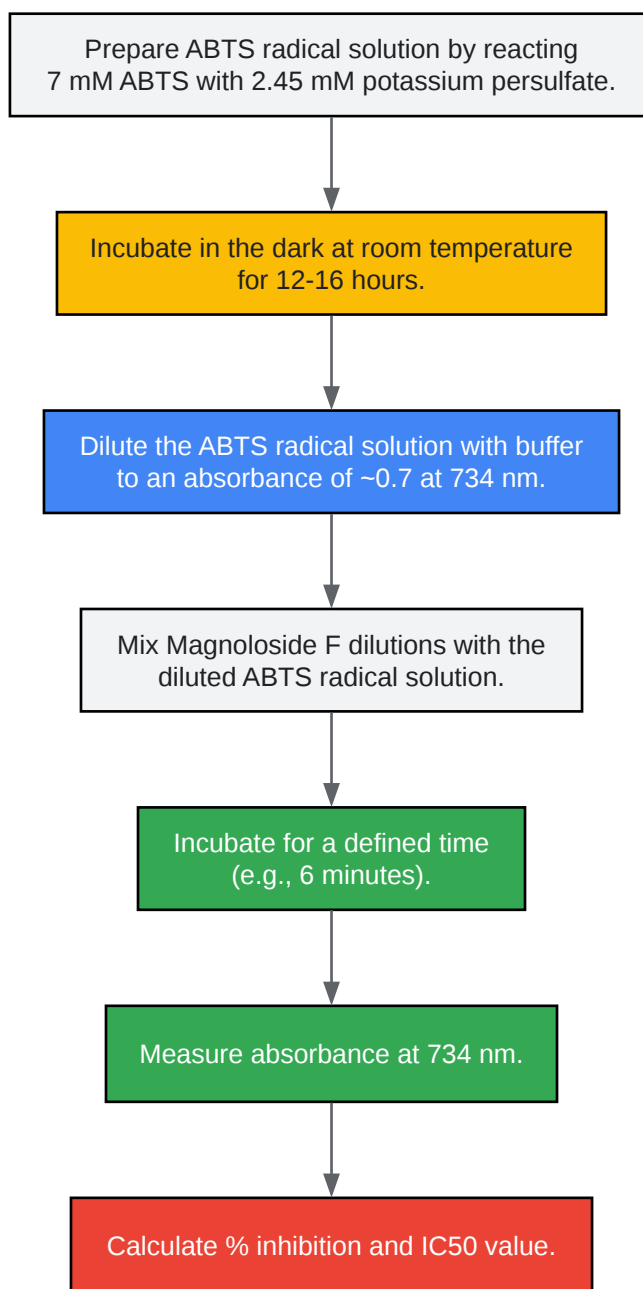 Prepare ABTS radical solution by reacting
7 mM ABTS with 2.45 mM potassium persulfate.
Incubate in the dark at room temperature
for 12-16 hours.
Dilute the ABTS radical solution with buffer
to an absorbance of ~0.7 at 734 nm.
Mix Magnoloside F dilutions with the
diluted ABTS radical solution.
Incubate for a defined time
(e.g., 6 minutes).
Measure absorbance at 734 nm.
Calculate % inhibition and IC50 value.